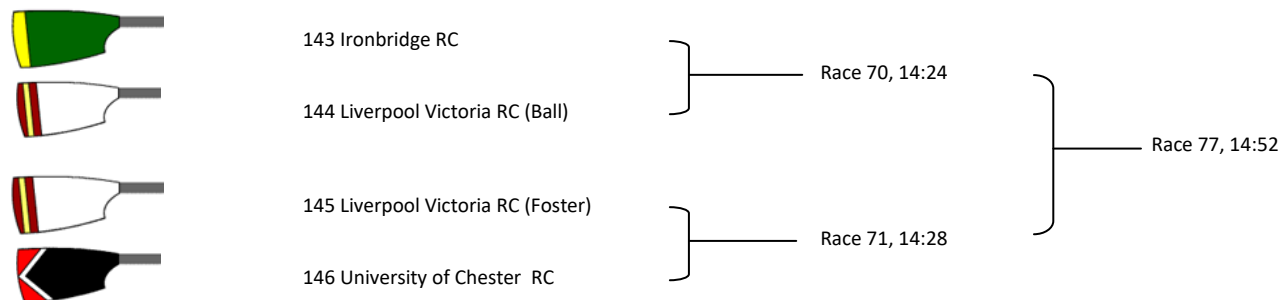 143 Ironbridge RC
Race 70, 14:24
144 Liverpool Victoria RC (Ball)
Race 77, 14:52
145 Liverpool Victoria RC (Foster)
Race 71, 14:28
146 University of Chester RC